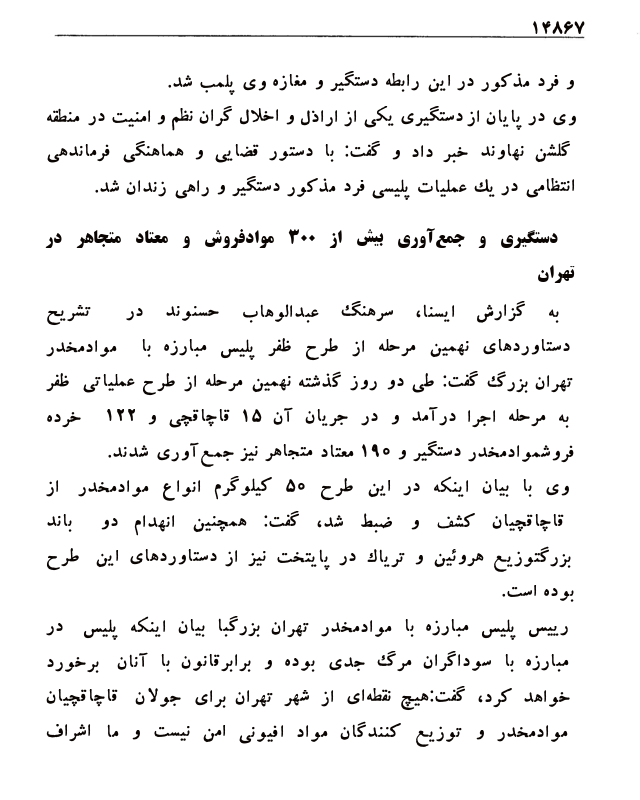 ۱۴۸۶۷
و فرد مذکور در این رابطه دستگیر و مغازه وی پلمب شد.
وی در پایان از دستگیری یکی از اراذل و اخلال گران نظم و امنیت در منطقه
گلشن نهاوند خبر داد و گفت: با دستور قضایی و هماهنگی فرماندهی
انتظامی در یك عملیات پلیسی فرد مذکور دستگیر و راهی زندان شد.
دستگیری و جمع‌آوری بیش از ۳۰۰ موادفروش و معتاد متجاهر در
تهران
به گزارش ایسنا، سرهنگ عبدالوهاب حسنوند در تشریح
دستاوردهای نهمین مرحله از طرح ظفر پلیس مبارزه با موادمخدر
تهران بزرگ گفت: طی دو روز گذشته نهمین مرحله از طرح عملیاتی ظفر
به مرحله اجرا درآمد و در جریان آن ۱۵ قاچاقچی و ۱۲۲ خرده
فروشموادمخدر دستگیر و ۱۹۰ معتاد متجاهر نیز جمع‌آوری شدند.
وی با بیان اینکه در این طرح ۵۰ کیلوگرم انواع موادمخدر از
قاچاقچیان کشف و ضبط شد، گفت: همچنین انهدام دو باند
بزرگتوزیع هروئین و تریاك در پایتخت نیز از دستاوردهای این طرح
بوده است.
رییس پلیس مبارزه با موادمخدر تهران بزرگبا بیان اینکه پلیس در
مبارزه با سوداگران مرگ جدی بوده و برابرقانون با آنان برخورد
خواهد کرد، گفت:هیچ نقطه‌ای از شهر تهران برای جولان قاچاقچیان
موادمخدر و توزیع کنندگان مواد افیونی امن نیست و ما اشراف